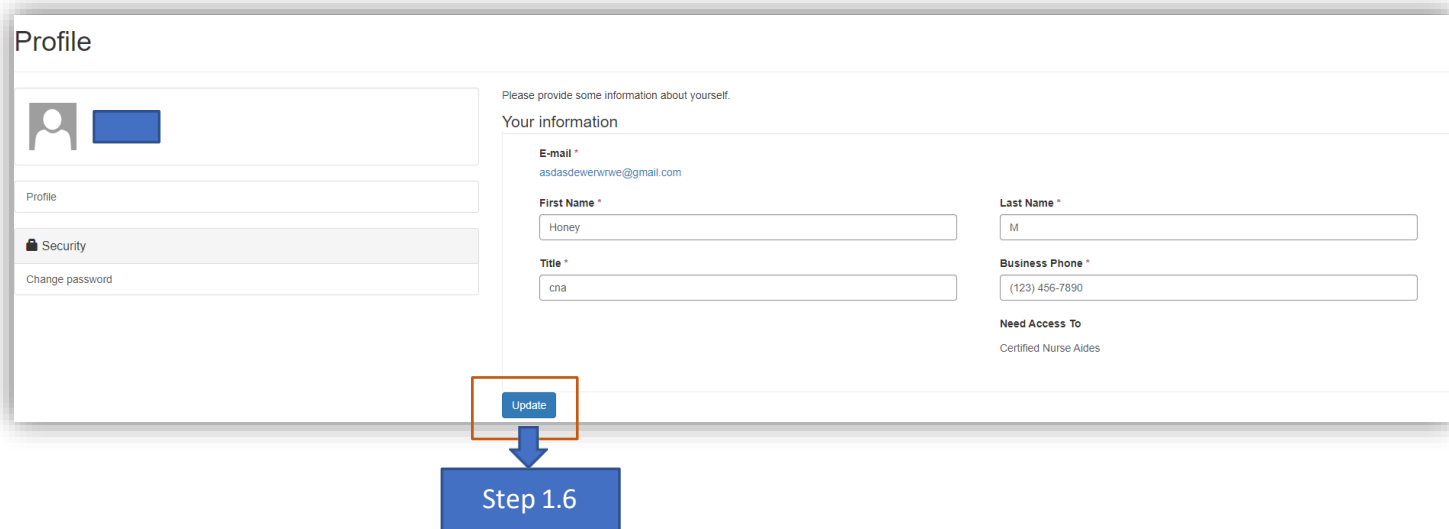 Profile
Profile
Security
Change password
Please provide some information about yourself.
Your information
E-mail *
asdasdewerwrwe@gmail.com
First Name *
Last Name *
Honey
M
Title *
Business Phone *
cna
(123) 456-7890
Need Access To
Certified Nurse Aides
Update
Step 1.6